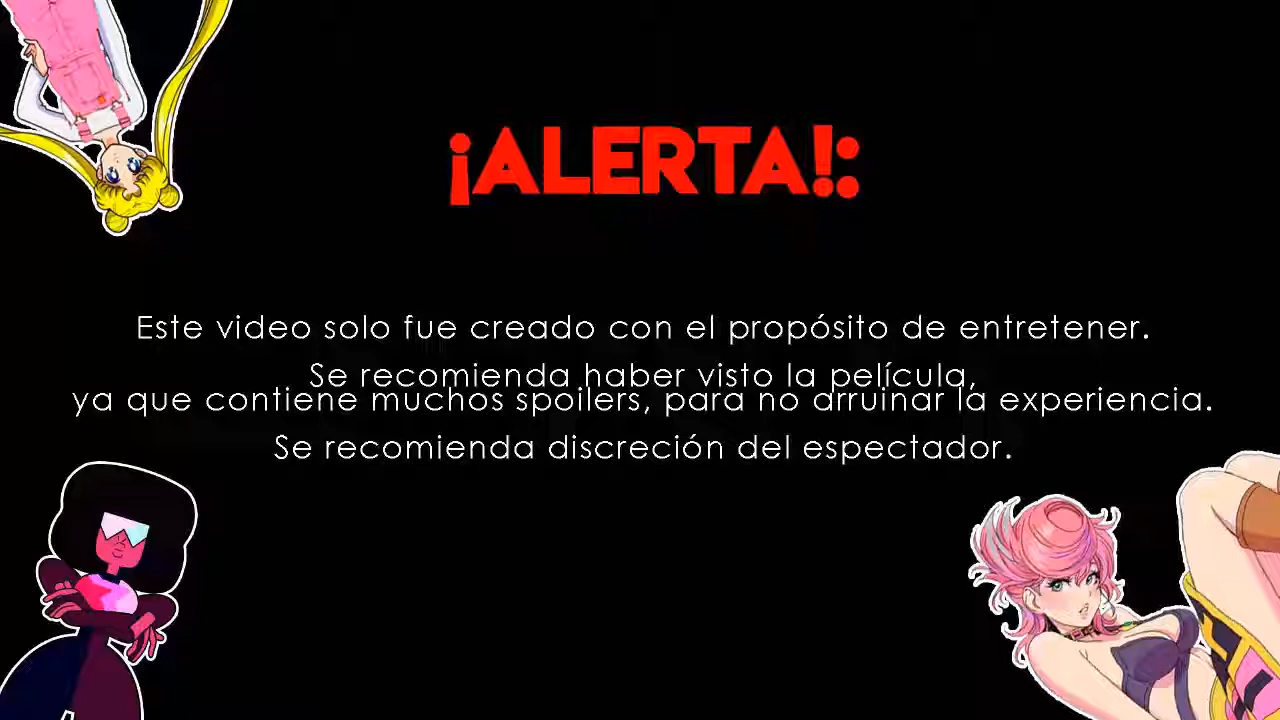 ¡ALERTA!:
Este video solo fue creado con el propósito de entretener.
Se recomienda haber visto la película,
ya que contiene muchos spoilers, para no arruinar la experiencia.
Se recomienda discreción del espectador.